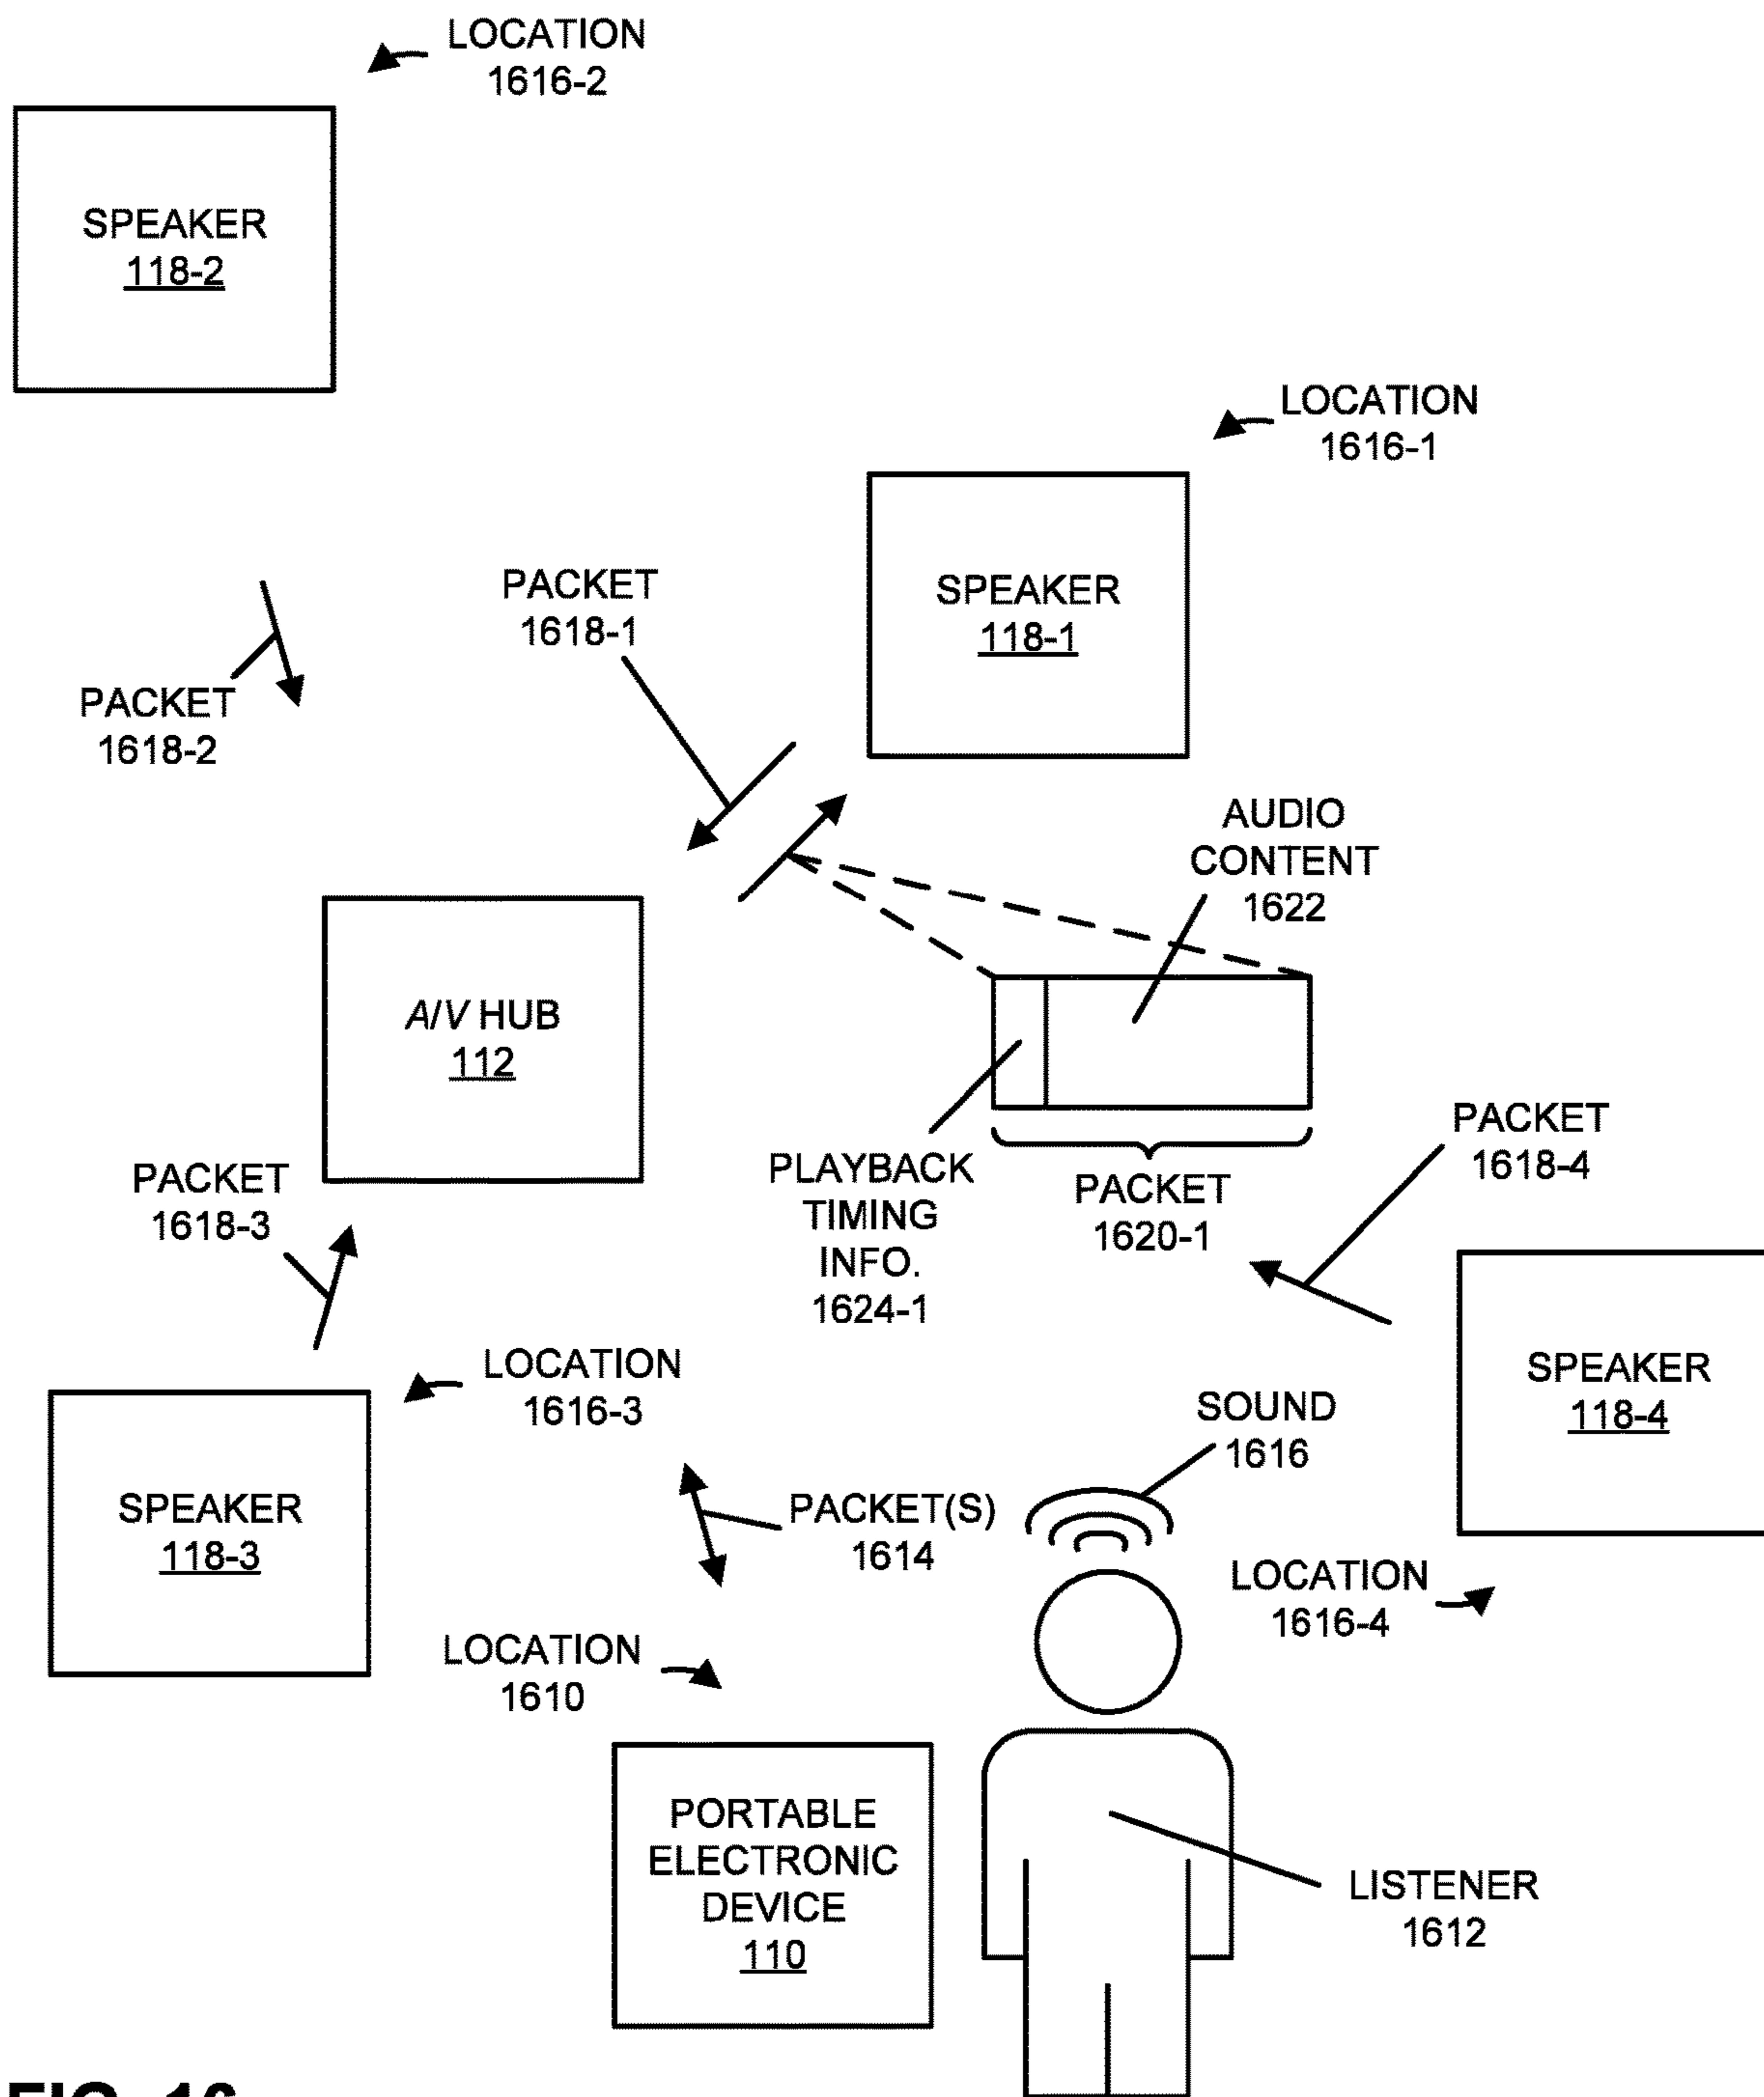 LOCATION
1616-2
SPEAKER
118-2
LOCATION
1616-1
SPEAKER
118-1
PACKET
1618-1
PACKET
1618-2
AUDIO
CONTENT
1622
A/V HUB
112
PLAYBACK
TIMING
INFO.
1624-1
PACKET
1620-1
PACKET
1618-4
PACKET
1618-3
SPEAKER
118-4
LOCATION
1616-3
SOUND
1616
SPEAKER
118-3
PACKET(S)
1614
LOCATION
1616-4
LOCATION
1610
PORTABLE
ELECTRONIC
DEVICE
110
LISTENER
1612
FIG. 16